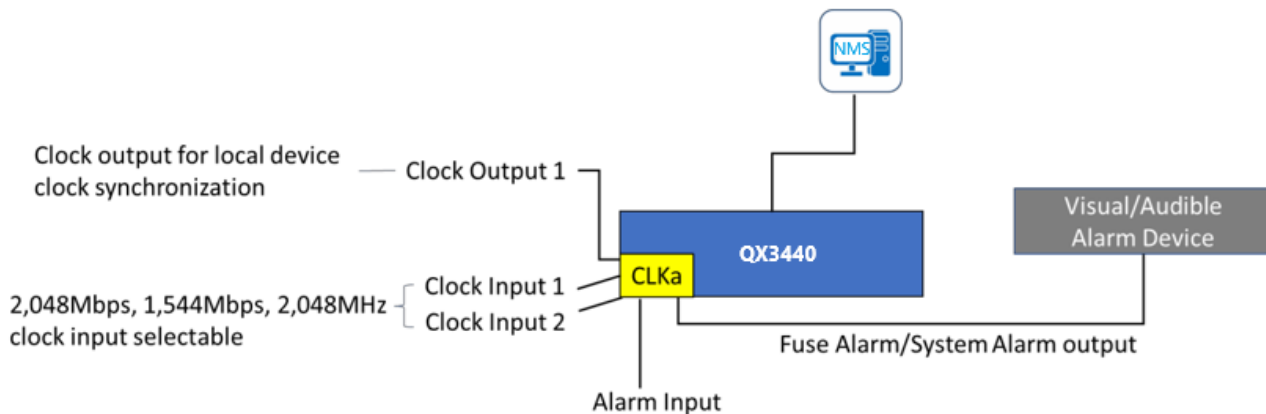 NMS
Clock output for local device
clock synchronization
Clock Output 1
Visual/Audible
Alarm Device
QX3440
CLKa
Clock Input 1
2,048Mbps, 1,544Mbps, 2,048MHz
clock input selectable
Clock Input 2
Fuse Alarm/System Alarm output
Alarm Input